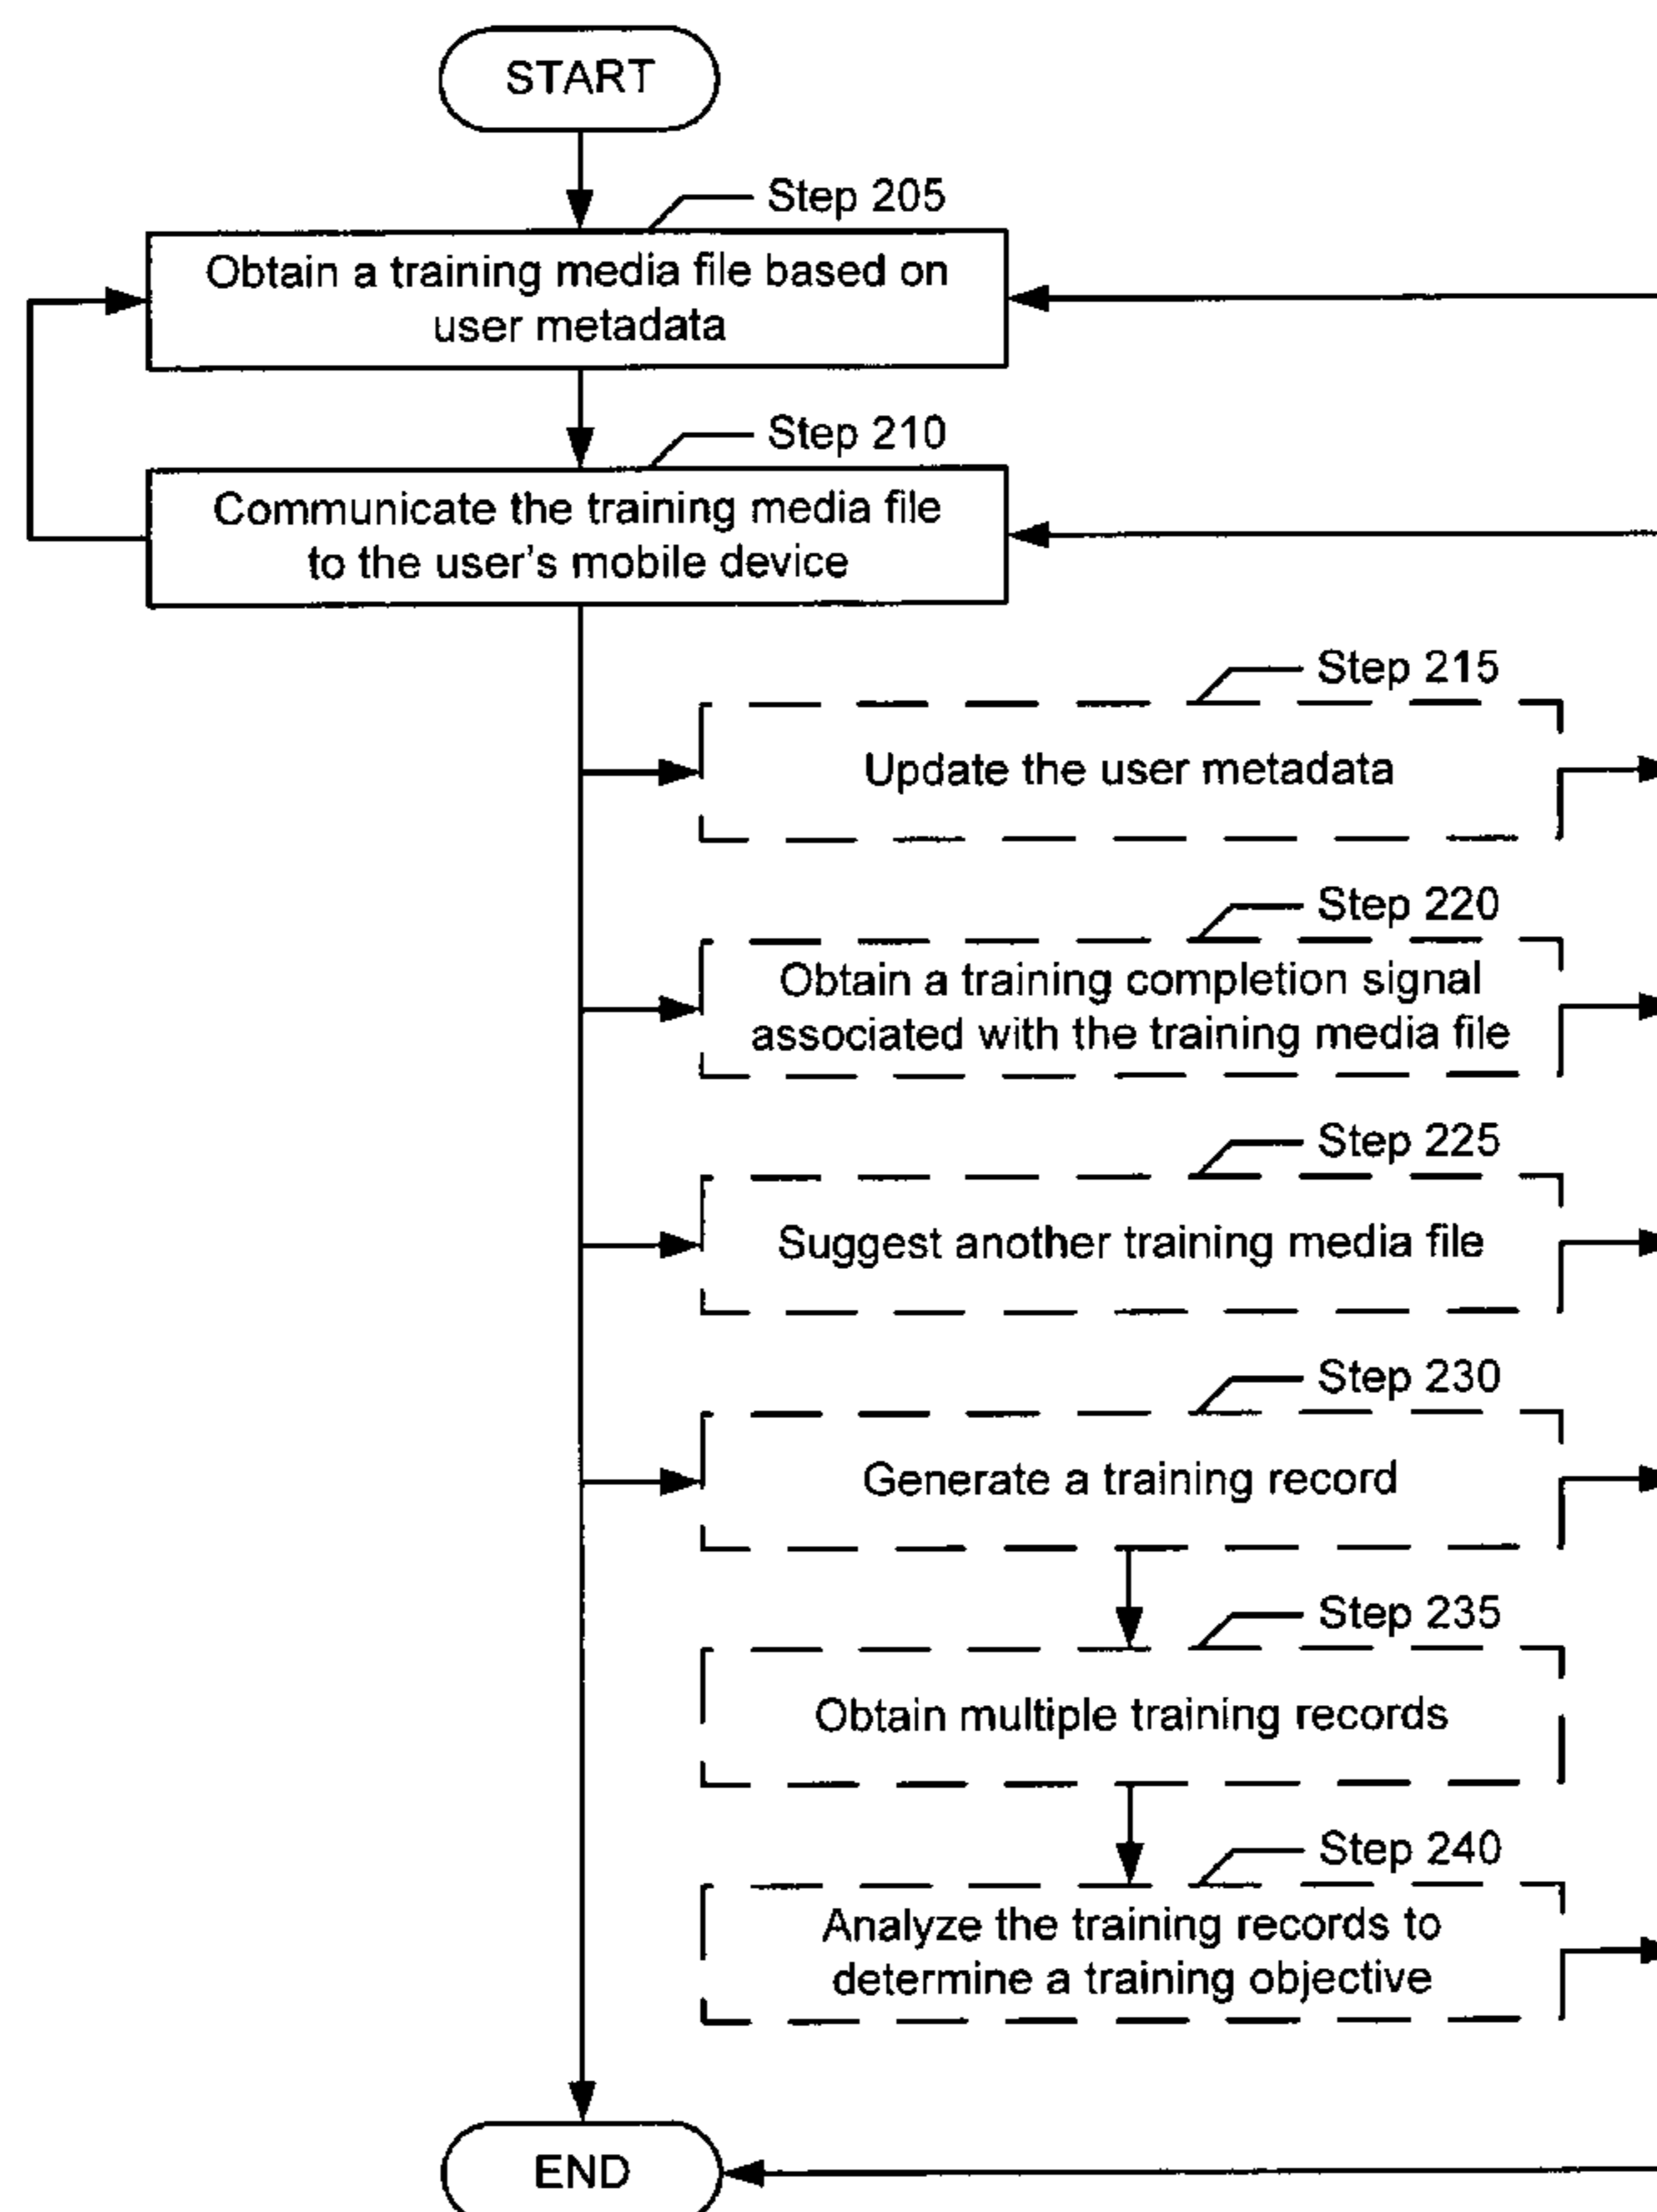 START
Step 205
Obtain a training media file based on
user metadata
Step 210
Communicate the training media file
to the user's mobile device
Step 215
Update the user metadata
Step 220
Obtain a training completion signal
associated with the training media file
Step 225
Suggest another training media file
Step 230
Generate a training record
Step 235
Obtain multiple training records
Step 240
Analyze the training records to
determine a training objective
END